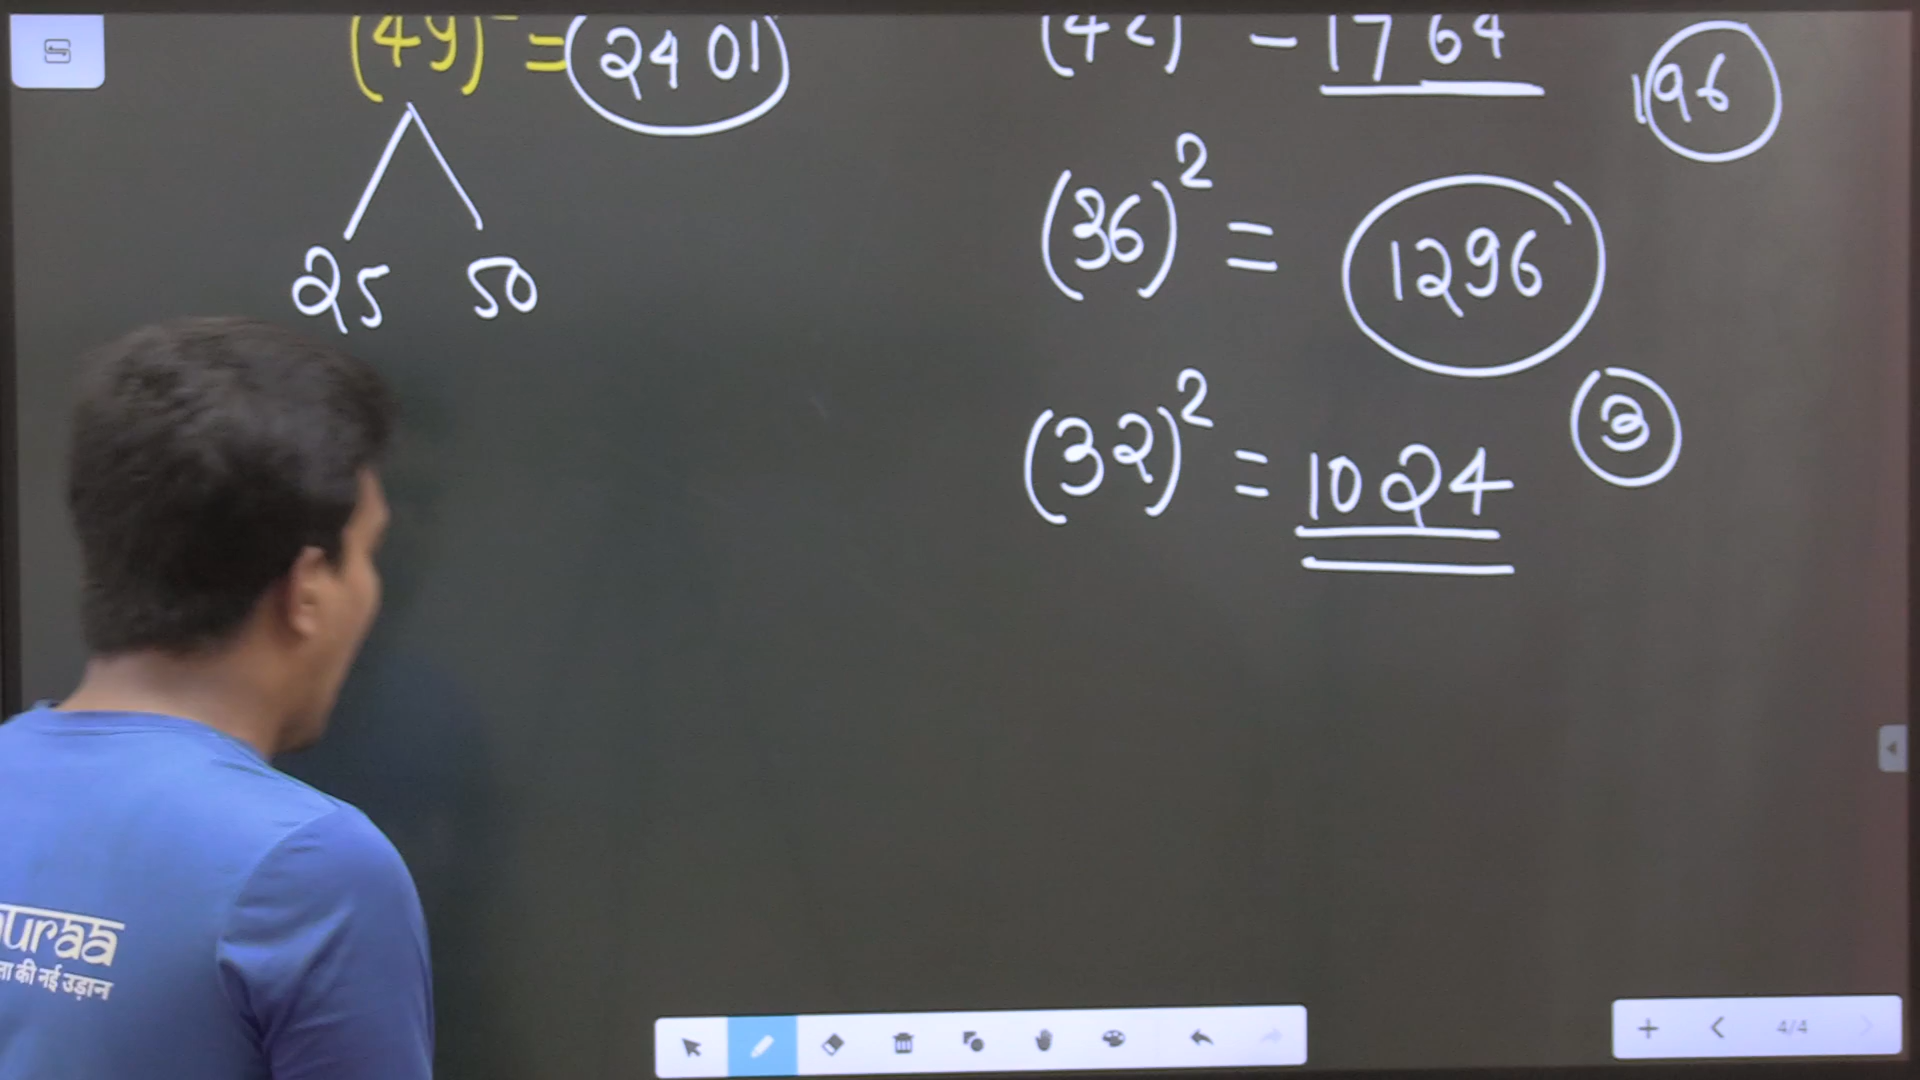 (49)² = 2401
25 50
(42)² = 1764
196
(36)² = 1296
(32)² = 1024
3
uraa
की नई उड़ान
4/4